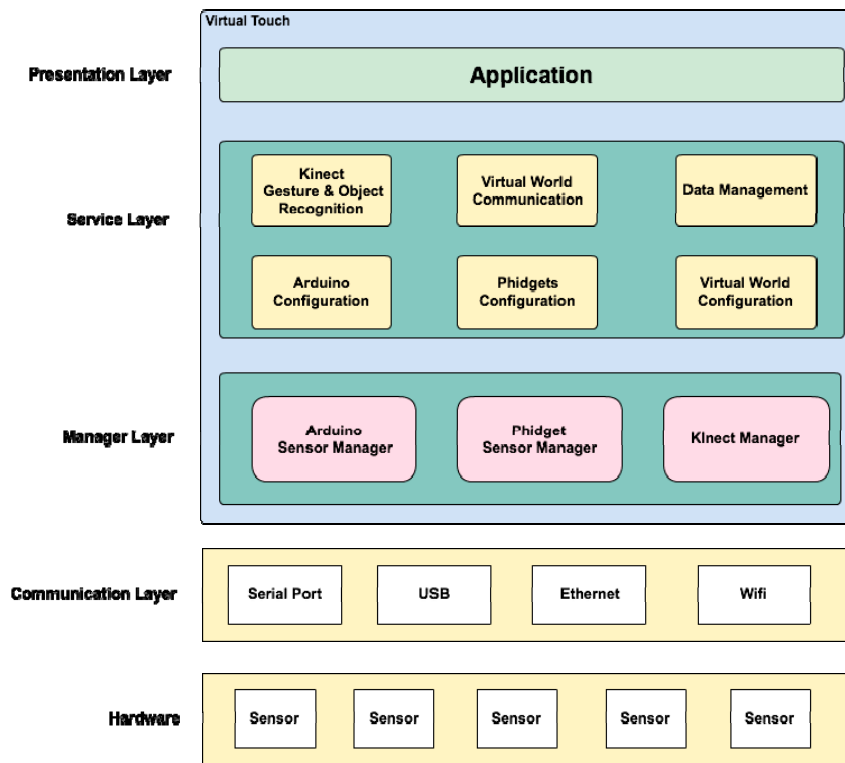 Virtual Touch
Presentation Layer
Application
Service Layer
Kinect
Gesture & Object
Recognition
Virtual World
Communication
Data Management
Arduino
Configuration
Phidgets
Configuration
Virtual World
Configuration
Manager Layer
Arduino
Sensor Manager
Phidget
Sensor Manager
KInect Manager
Communication Layer
Serial Port
USB
Ethernet
Wifi
Hardware
Sensor
Sensor
Sensor
Sensor
Sensor